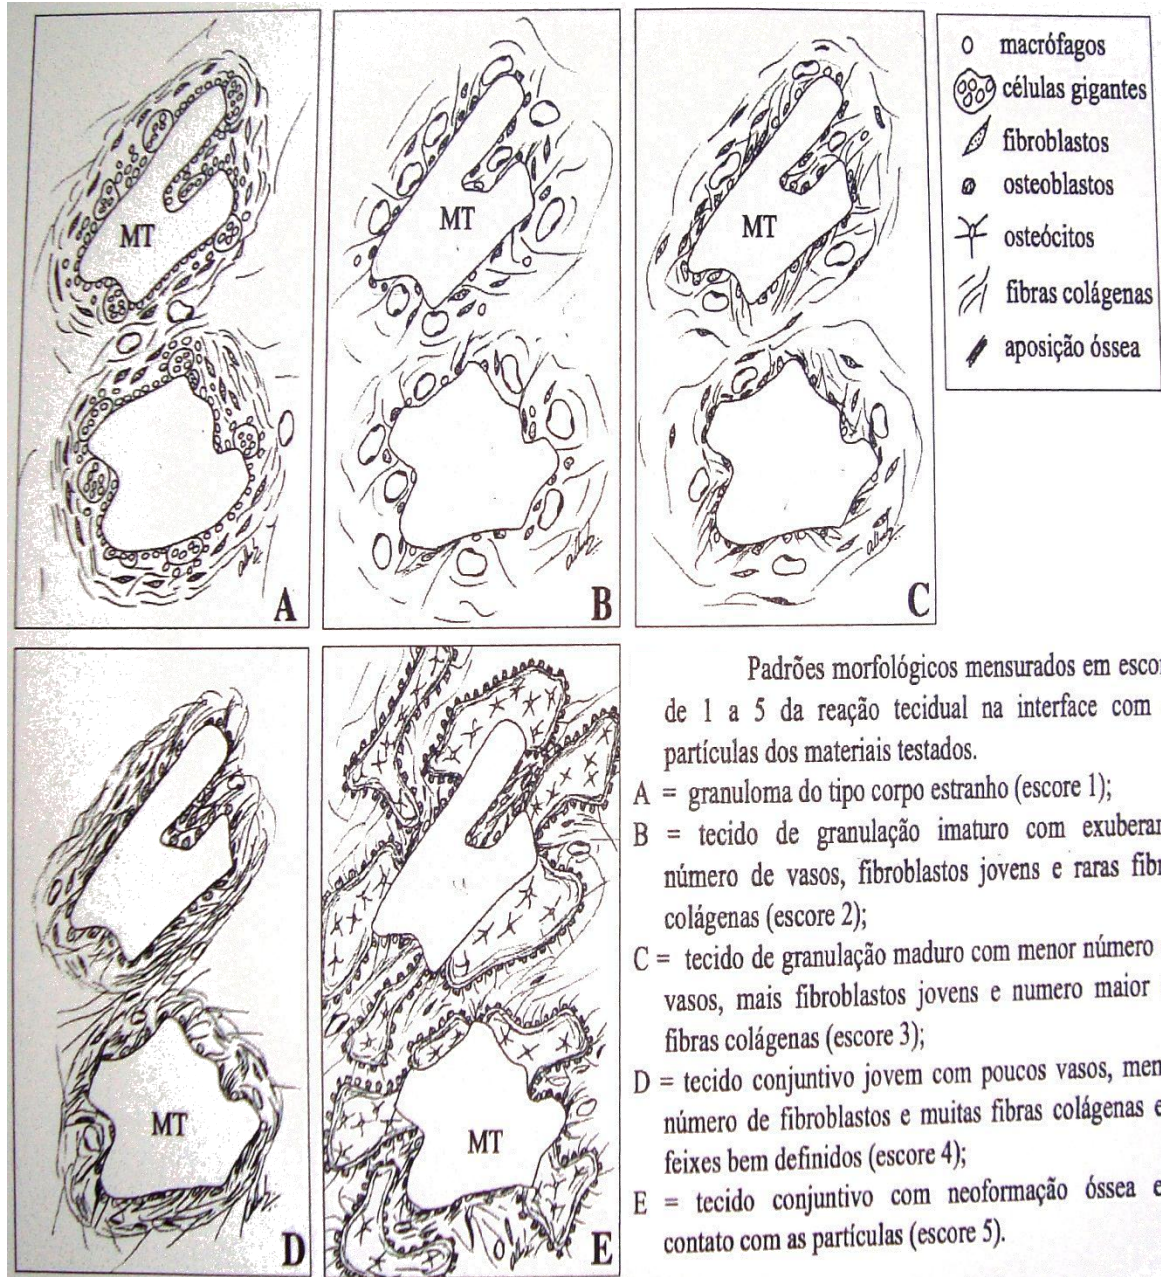 MT
A
MT
B
MT
C
macrófagos
células gigantes
fibroblastos
osteoblastos
osteócitos
fibras colágenas
aposição óssea
MT
D
MT
E
Padrões morfológicos mensurados em escor
de 1 a 5 da reação tecidual na interface com
partículas dos materiais testados.
A = granuloma do tipo corpo estranho (escore 1);
B = tecido de granulação imaturo com exuberan
número de vasos, fibroblastos jovens e raras fibr
colágenas (escore 2);
C = tecido de granulação maduro com menor número
vasos, mais fibroblastos jovens e numero maior
fibras colágenas (escore 3);
D = tecido conjuntivo jovem com poucos vasos, men
número de fibroblastos e muitas fibras colágenas e
feixes bem definidos (escore 4);
E = tecido conjuntivo com neoformação óssea e
contato com as partículas (escore 5).